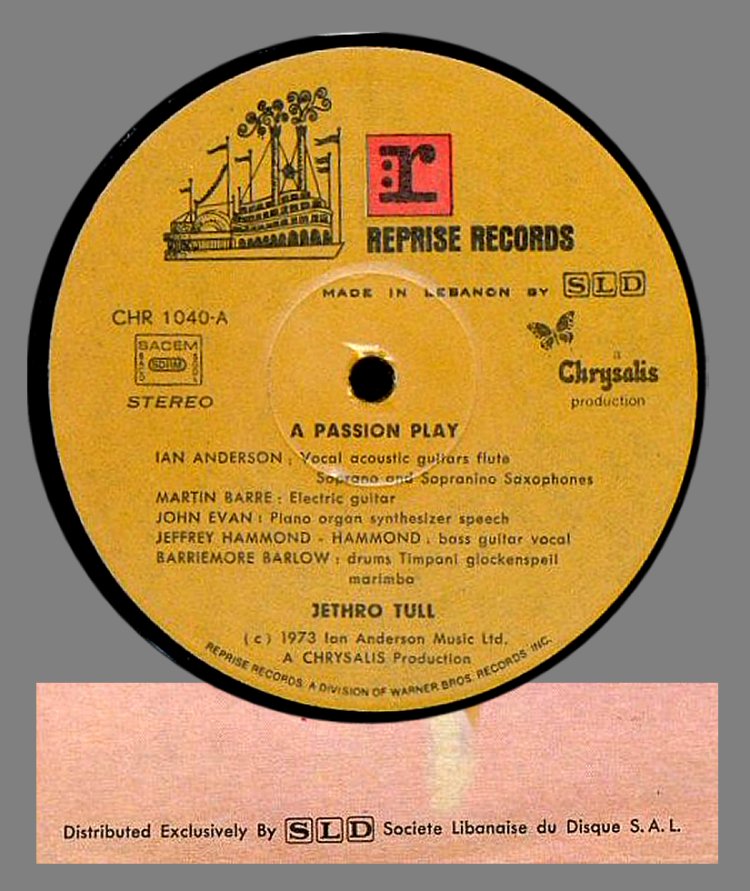 r
REPRISE RECORDS
MADE IN LEBANON BY SLD
CHR 1040-A
SACEM
SACD SDRM SGDL
STEREO
a
Chrysalis
production
A PASSION PLAY
IAN ANDERSON : Vocal acoustic guitars flute
Soprano and Sopranino Saxophones
MARTIN BARRE : Electric guitar
JOHN EVAN : Piano organ synthesizer speech
JEFFREY HAMMOND - HAMMOND : bass guitar vocal
BARRIEMORE BARLOW : drums Timpani glockenspeil
marimba
JETHRO TULL
(c) 1973 Ian Anderson Music Ltd.
A CHRYSALIS Production
REPRISE RECORDS, A DIVISION OF WARNER BROS. RECORDS INC.
Distributed Exclusively By SLD Societe Libanaise du Disque S.A.L.